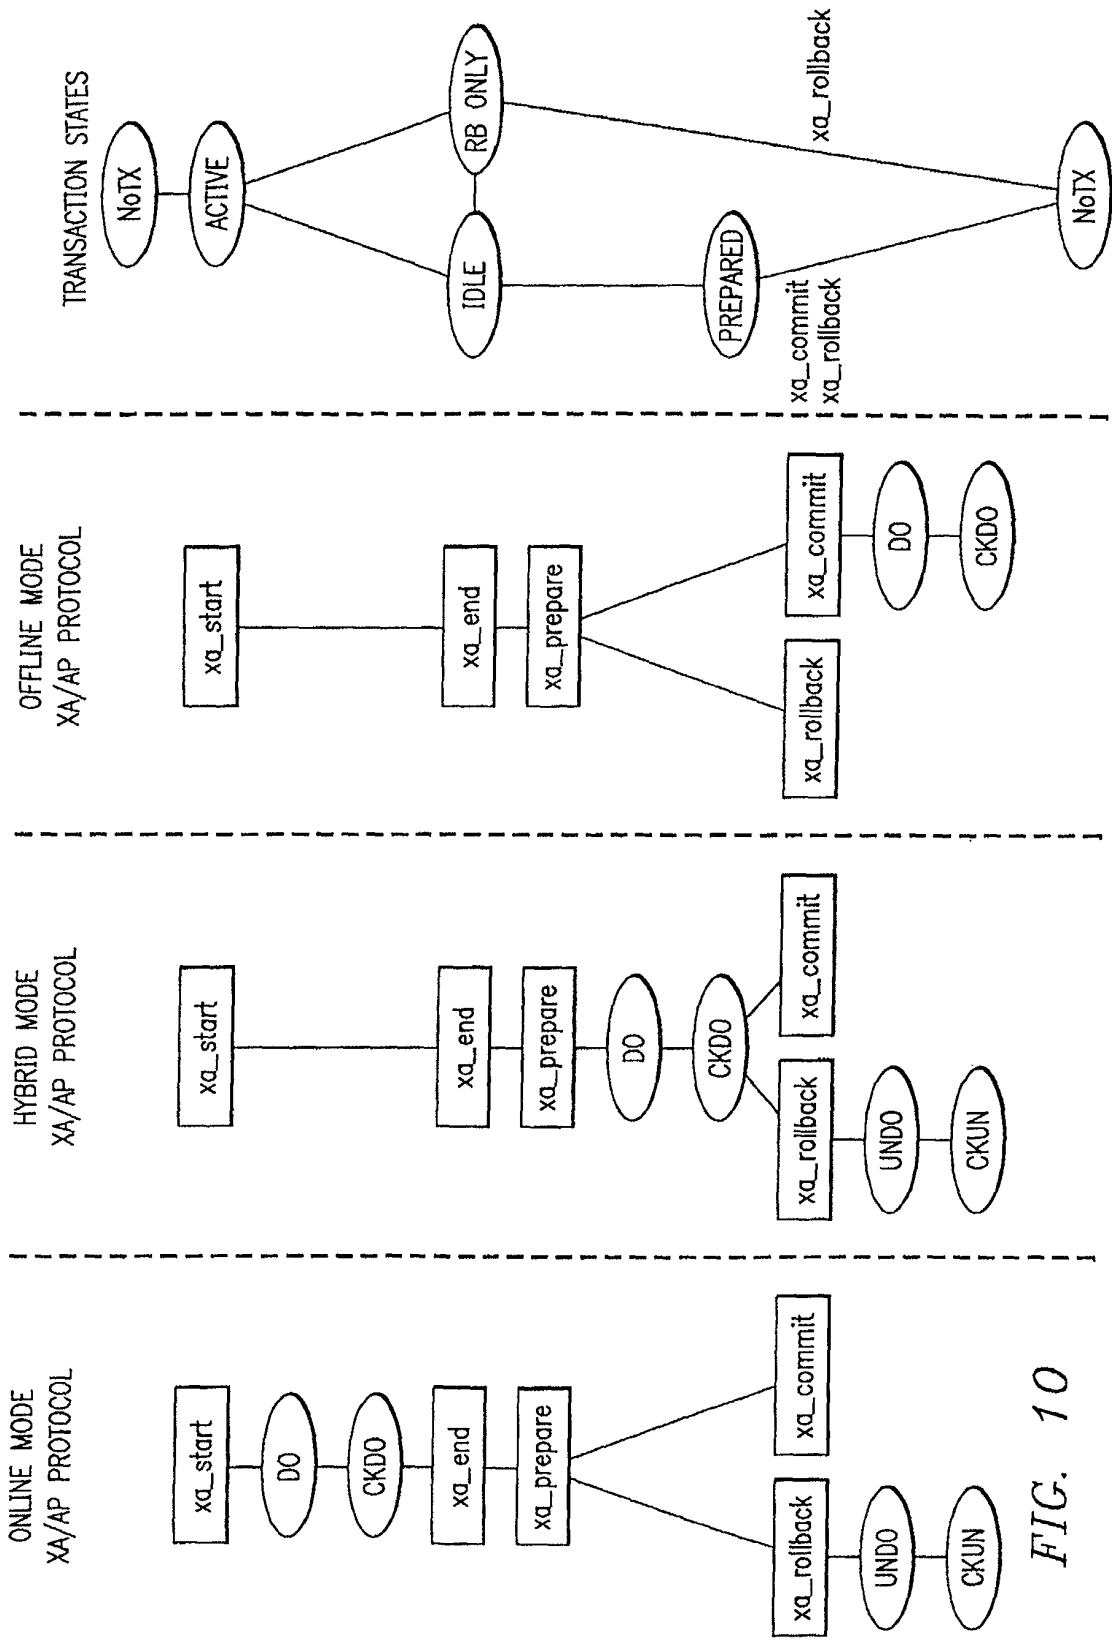 ONLINE MODE
XA/AP PROTOCOL
xa_start
DO
CKDO
xa_end
xa_prepare
xa_rollback
xa_commit
UNDO
CKUN
HYBRID MODE
XA/AP PROTOCOL
xa_start
xa_end
xa_prepare
DO
CKDO
xa_rollback
xa_commit
UNDO
CKUN
OFFLINE MODE
XA/AP PROTOCOL
xa_start
xa_end
xa_prepare
xa_rollback
xa_commit
DO
CKDO
TRANSACTION STATES
NoTX
ACTIVE
IDLE
RB ONLY
PREPARED
xa_commit
xa_rollback
xa_rollback
NoTX
FIG. 10